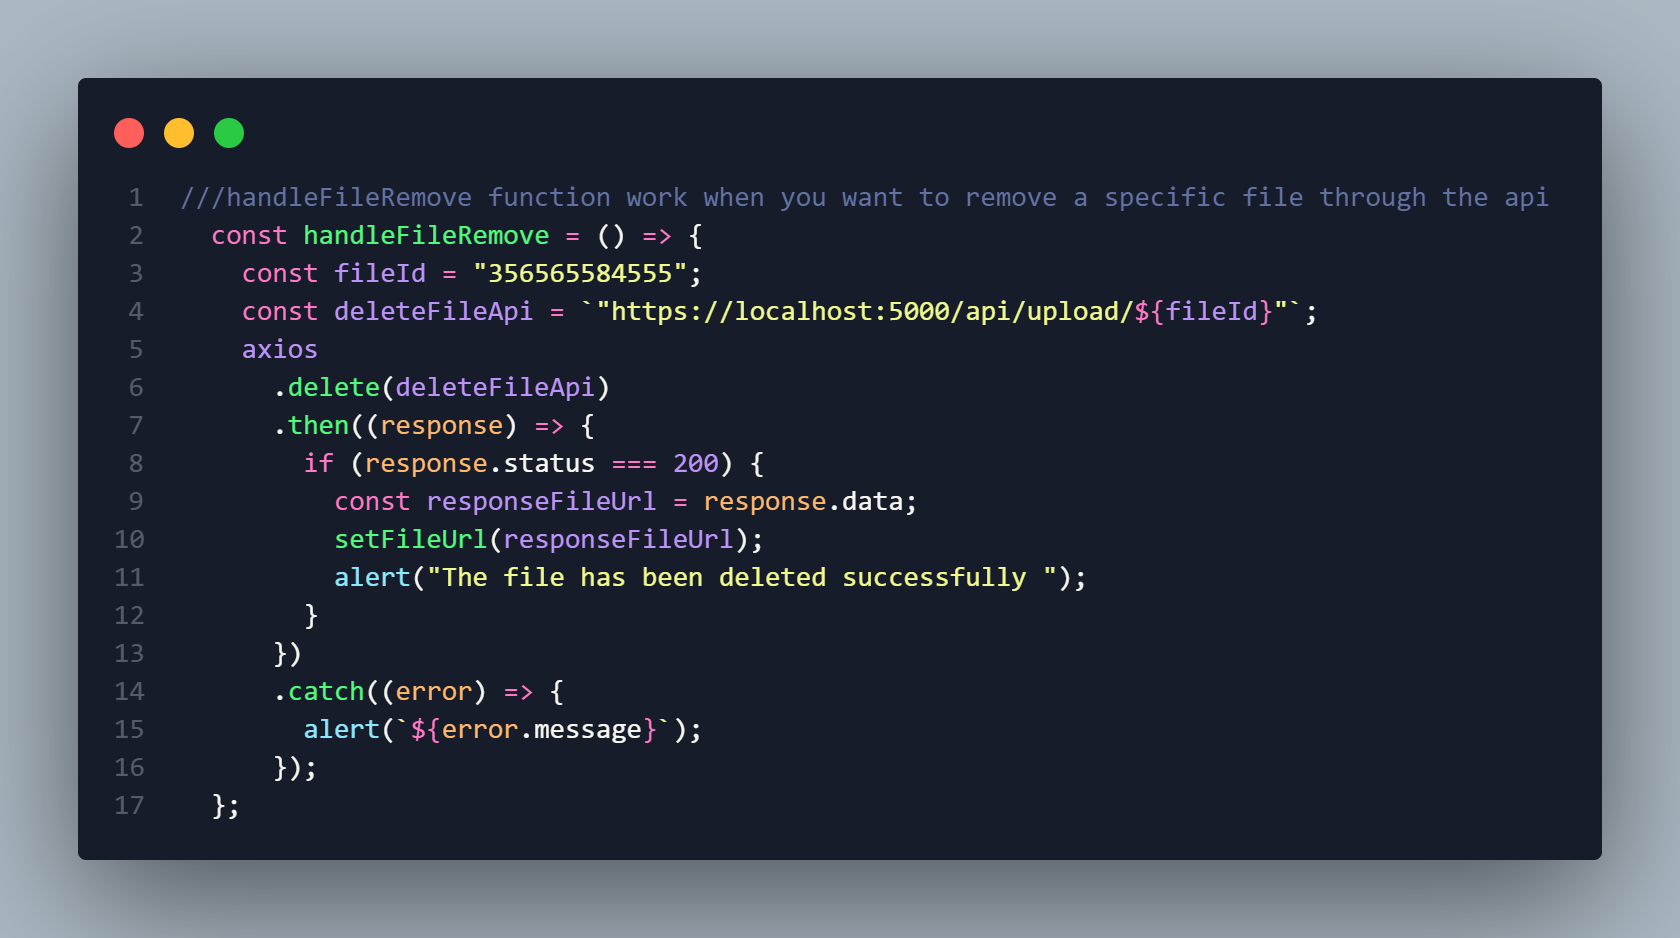 1 ///handleFileRemove function work when you want to remove a specific file through the api
2   const handleFileRemove = () => {
3     const fileId = "356565584555";
4     const deleteFileApi = `"https://localhost:5000/api/upload/${fileId}"`;
5     axios
6       .delete(deleteFileApi)
7       .then((response) => {
8         if (response.status === 200) {
9           const responseFileUrl = response.data;
10           setFileUrl(responseFileUrl);
11           alert("The file has been deleted successfully ");
12         }
13       })
14       .catch((error) => {
15         alert(`${error.message}`);
16       });
17   };